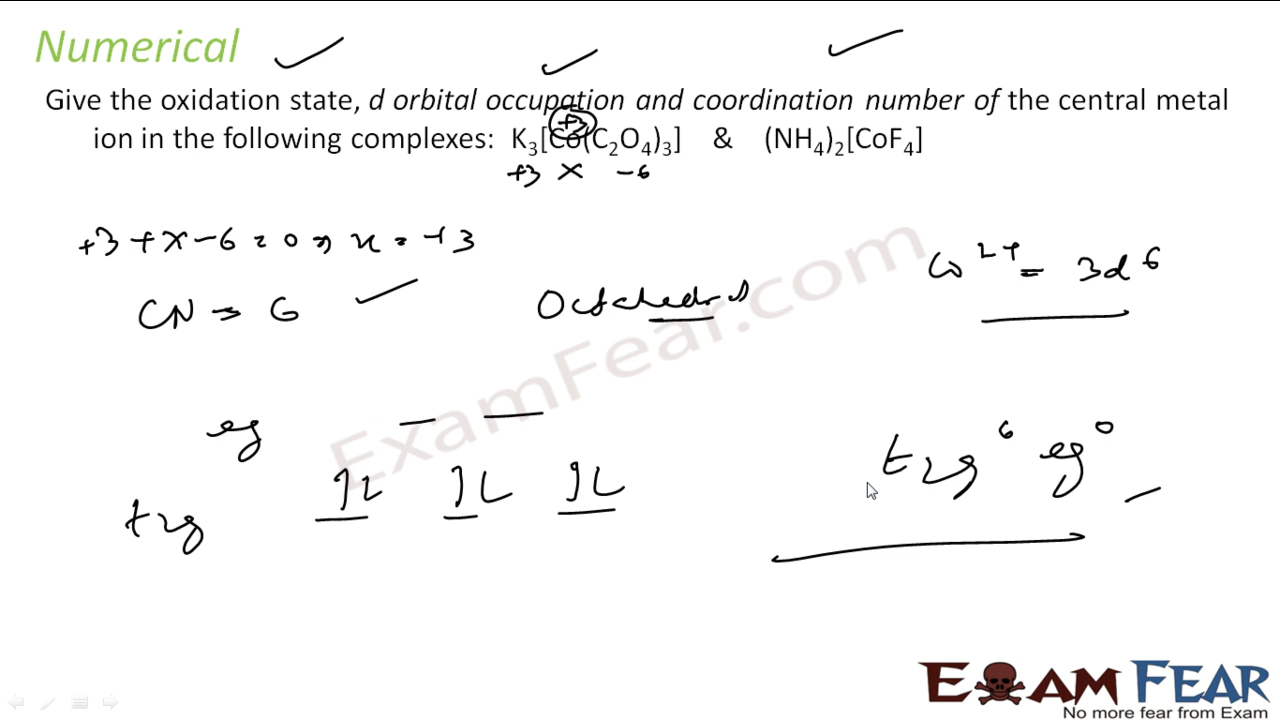 Numerical
Give the oxidation state, d orbital occupation and coordination number of the central metal
ion in the following complexes: K₃[Co(C₂O₄)₃] & (NH₄)₂[CoF₄]
+3
+3 x -6
+3 + x - 6 = 0 ⇒ x = +3
CN → 6
Octahedral
Co²⁺ = 3d⁶
eg
t₂g
t₂g⁶ eg⁰
ExamFear.com
EXAMFEAR
No more fear from Exam